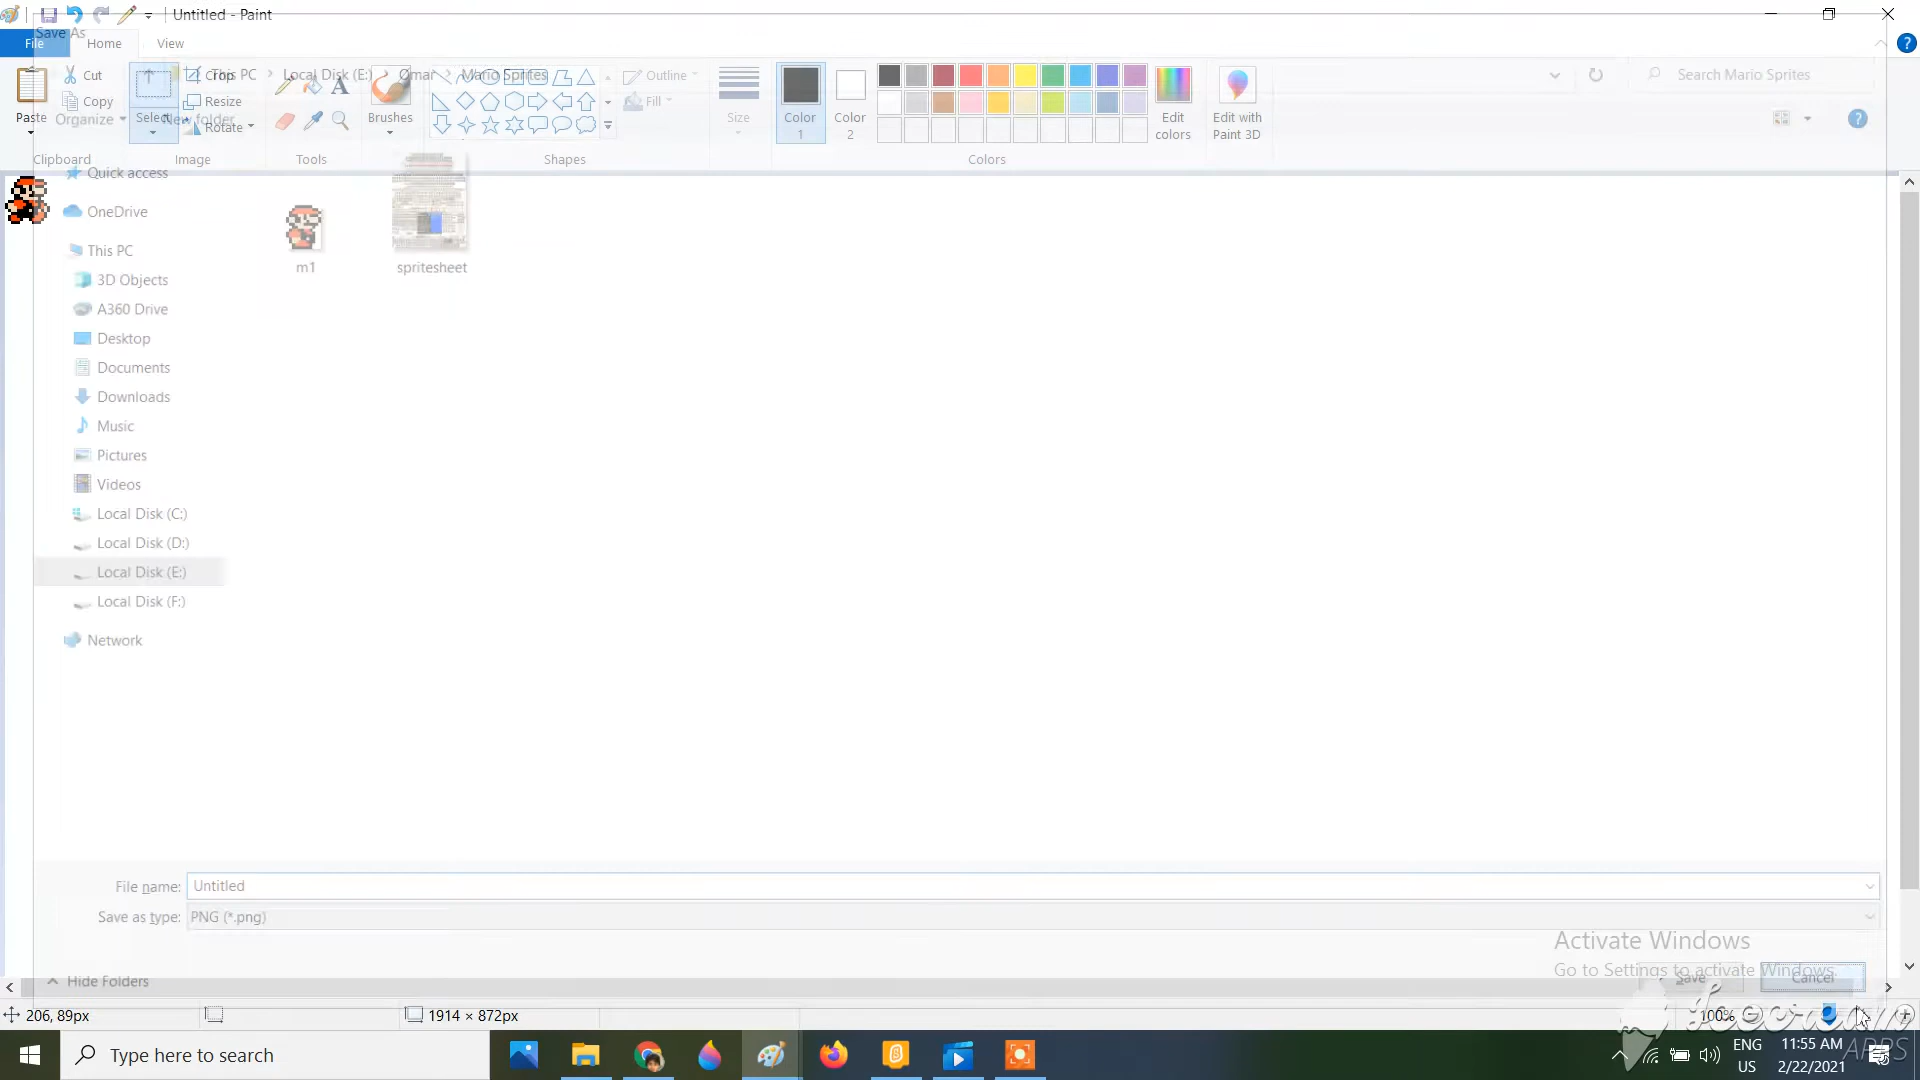 Untitled - Paint
Save As
File
Home
View
Cut
Copy
Paste
Crop
Resize
Rotate
Select
This PC
Local Disk (E:)
Omar
Mario Sprites
Brushes
Outline
Fill
Size
Color
1
Color
2
Edit
colors
Edit with
Paint 3D
Search Mario Sprites
Organize
New folder
Clipboard
Image
Tools
Shapes
Colors
Quick access
OneDrive
This PC
3D Objects
A360 Drive
Desktop
Documents
Downloads
Music
Pictures
Videos
Local Disk (C:)
Local Disk (D:)
Local Disk (E:)
Local Disk (F:)
Network
m1
spritesheet
File name:
Untitled
Save as type:
PNG (*.png)
Hide Folders
Activate Windows
Go to Settings to activate Windows.
Save
Cancel
206, 89px
1914 × 872px
100%
Icecream
APPS
Type here to search
ENG
US
11:55 AM
2/22/2021